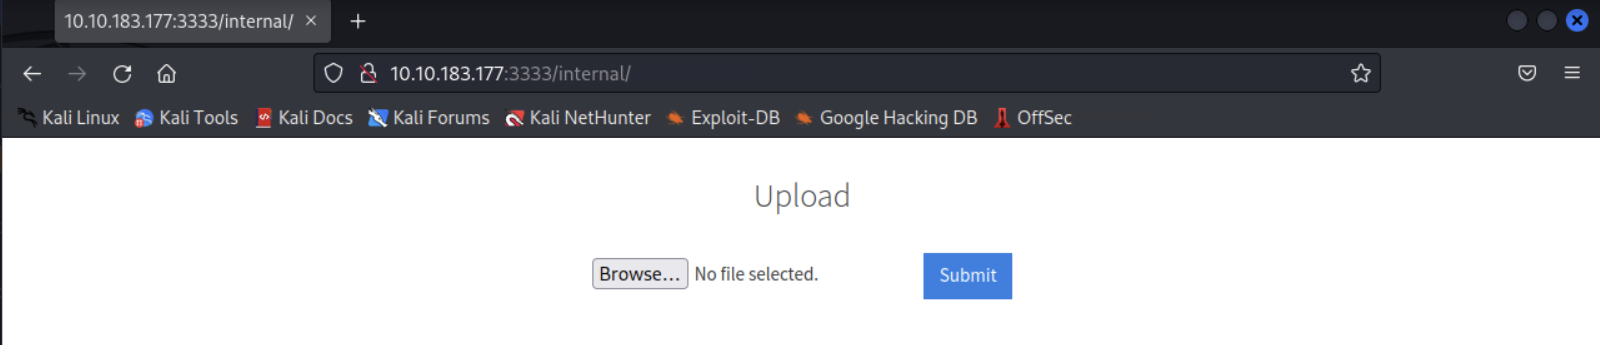 10.10.183.177:3333/internal/
10.10.183.177:3333/internal/
Kali Linux Kali Tools Kali Docs Kali Forums Kali NetHunter Exploit-DB Google Hacking DB OffSec
Upload
Browse... No file selected. Submit